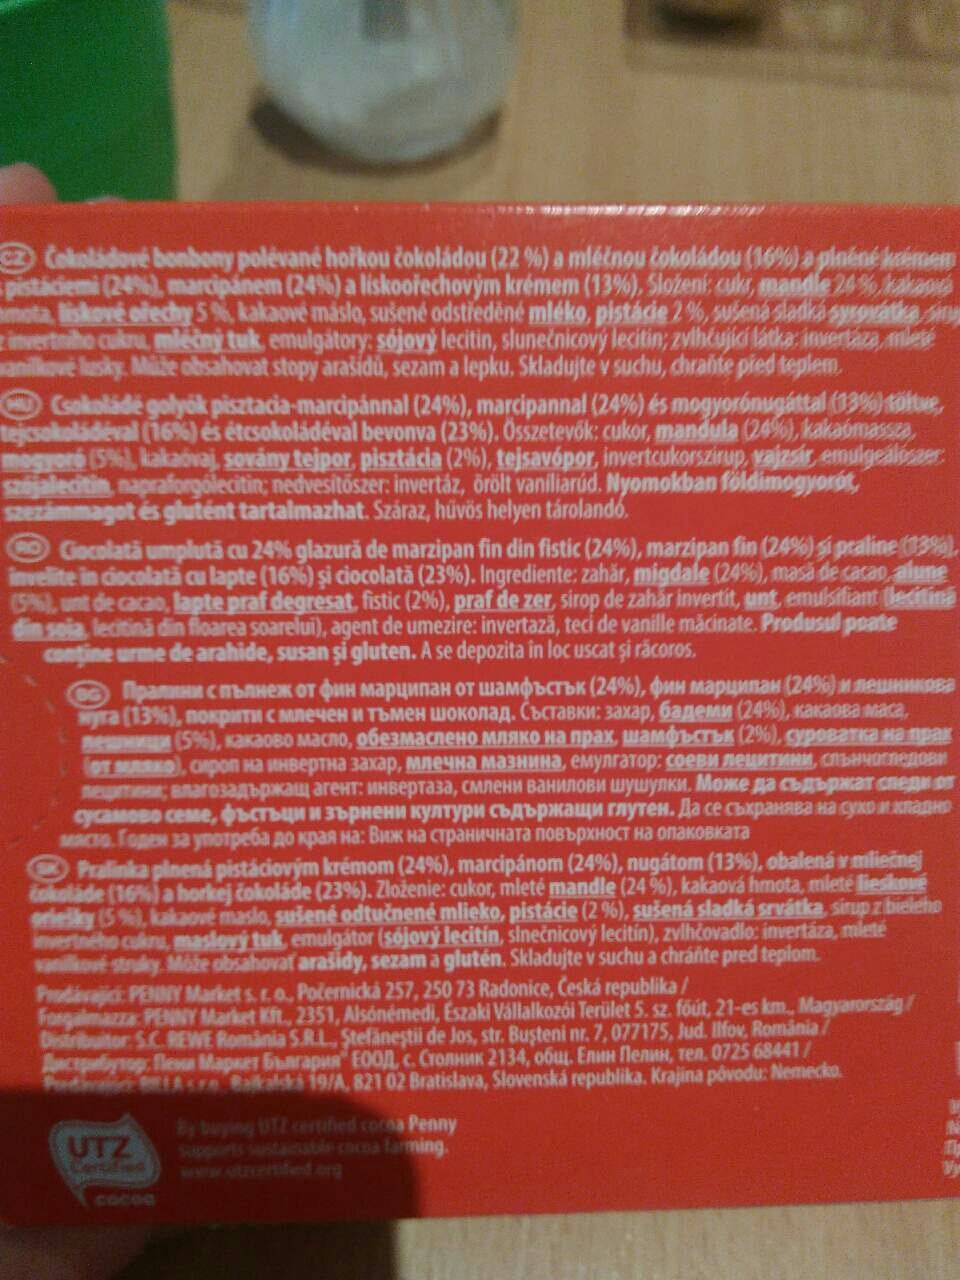 CZ Čokoládové bonbony polévané hořkou čokoládou (22 %) a mléčnou čokoládou (16%) a plněné krémem
pistáciemi (24%), marcipánem (24%) a lískoořechovým krémem (13%). Složení: cukr, mandle 24 %, kakaová
hmota, lískové ořechy 5 %, kakaové máslo, sušené odstředěné mléko, pistácie 2 %, sušená sladká syrovátka, sirup
z invertního cukru, mléčný tuk, emulgátory: sójový lecitin, slunečnicový lecitin; zvlhčující látka: invertáza, mleté
vanilkové lusky. Může obsahovat stopy arašídů, sezam a lepku. Skladujte v suchu, chraňte před teplem.
HU Csokoládé golyók pisztacia-marcipánnal (24%), marcipannal (24%) és mogyorónugáttal (13%) töltve,
tejcsokoládéval (16%) és étcsokoládéval bevonva (23%). Összetevők: cukor, mandula (24%), kakaómassza,
mogyoró (5%), kakaóvaj, sovány tejpor, pisztácia (2%), tejsavópor, invertcukorszirup, vajzsír, emulgeálószer:
szójalecitin, napraforgólecitin; nedvesítőszer: invertáz, őrölt vaníliarúd. Nyomokban földimogyorót,
szezámmagot és glutént tartalmazhat. Száraz, hűvös helyen tárolandó.
RO Ciocolată umplută cu 24% glazură de marzipan fin din fistic (24%), marzipan fin (24%) și praline (13%),
invelite in ciocolată cu lapte (16%) și ciocolată (23%). Ingrediente: zahăr, migdale (24%), masă de cacao, alune
(5%), unt de cacao, lapte praf degresat, fistic (2%), praf de zer, sirop de zahăr invertit, unt, emulsifiant (lecitină
din soia, lecitină din floarea soarelui), agent de umezire: invertază, teci de vanille măcinate. Produsul poate
conține urme de arahide, susan și gluten. A se depozita în loc uscat și răcoros.
BG Пралини с пълнеж от фин марципан от шамфъстък (24%), фин марципан (24%) и лешникова
нуга (13%), покрити с млечен и тъмен шоколад. Съставки: захар, бадеми (24%), какаова маса,
лешници (5%), какаово масло, обезмаслено мляко на прах, шамфъстък (2%), суроватка на прах
(от мляко), сироп на инвертна захар, млечна мазнина, емулгатор: соеви лецитини, слънчогледови
лецитини; влагозадържащ агент: инвертаза, смлени ванилови шушулки. Може да съдържат следи от
сусамово семе, фъстъци и зърнени култури съдържащи глутен. Да се съхранява на сухо и хладно
място. Годен за употреба до края на: Виж на страничната повърхност на опаковката
SK Pralinka plnená pistáciovým krémom (24%), marcipánom (24%), nugátom (13%), obalená v mliečnej
čokoláde (16%) a horkej čokoláde (23%). Zloženie: cukor, mleté mandle (24 %), kakaová hmota, mleté lieskové
oriešky (5 %), kakaové maslo, sušené odtučnené mlieko, pistácie (2 %), sušená sladká srvátka, sirup z bieleho
invertného cukru, maslový tuk, emulgátor (sójový lecitín, slnečnicový lecitín), zvlhčovadlo: invertáza, mleté
vanilkové struky. Môže obsahovať arašidy, sezam a glutén. Skladujte v suchu a chráňte pred teplom.
Prodávající: PENNY Market s. r. o., Počernická 257, 250 73 Radonice, Česká republika /
Forgalmazza: PENNY Market Kft., 2351, Alsónémedi, Északi Vállalkozói Terület 5. sz. főút, 21-es km., Magyarország /
Distribuitor: S.C. REWE România S.R.L., Ștefăneștii de Jos, str. Bușteni nr. 7, 077175, Jud. Ilfov, România /
Дистрибутор: Пени Маркет България" ЕООД, с. Столник 2134, общ. Елин Пелин, тел. 0725 68441 /
BILLA s.r.o., Bajkalská 19/A, 821 02 Bratislava, Slovenská republika. Krajina pôvodu: Nemecko.
UTZ
Certified
cocoa
By buying UTZ certified cocoa Penny
supports sustainable cocoa farming.
www.utzcertified.org